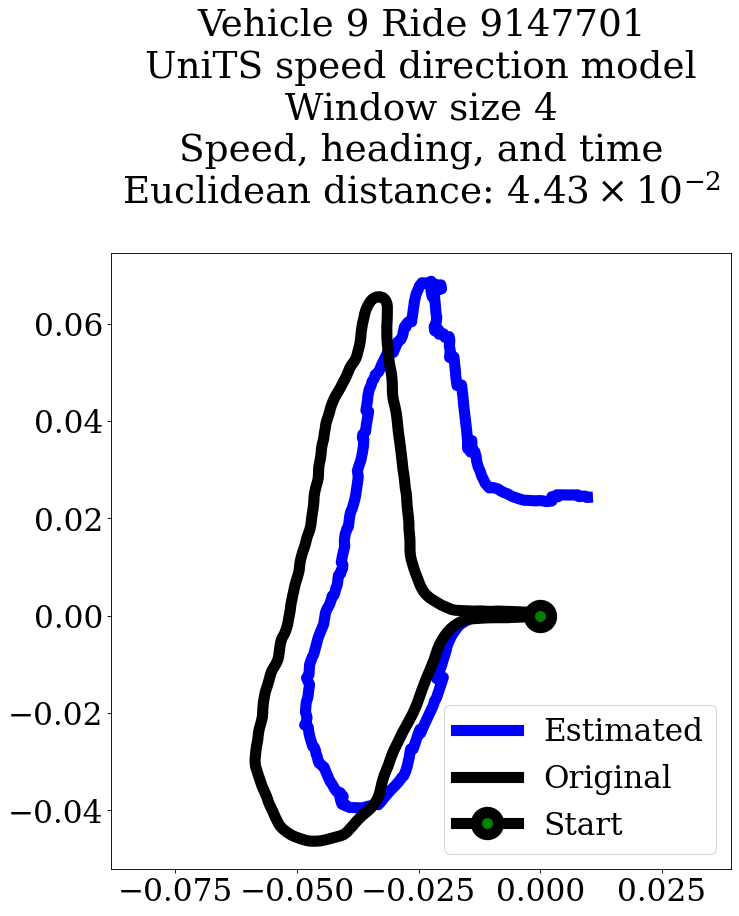 Vehicle 9 Ride 9147701
UniTS speed direction model
Window size 4
Speed, heading, and time
Euclidean distance: 4.43 × 10⁻²
0.06
0.04
0.02
0.00
−0.02
−0.04
Estimated
Original
Start
−0.075 −0.050 −0.025 0.000 0.025